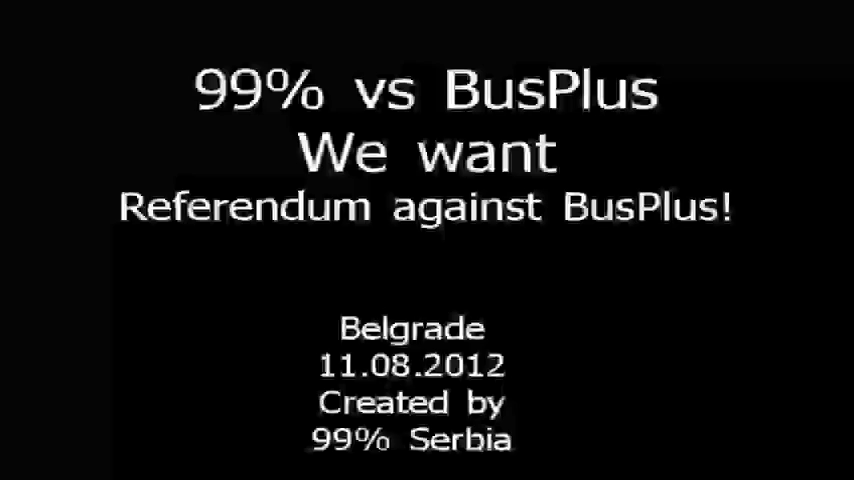 99% vs BusPlus
We want
Referendum against BusPlus!
Belgrade
11.08.2012
Created by
99% Serbia